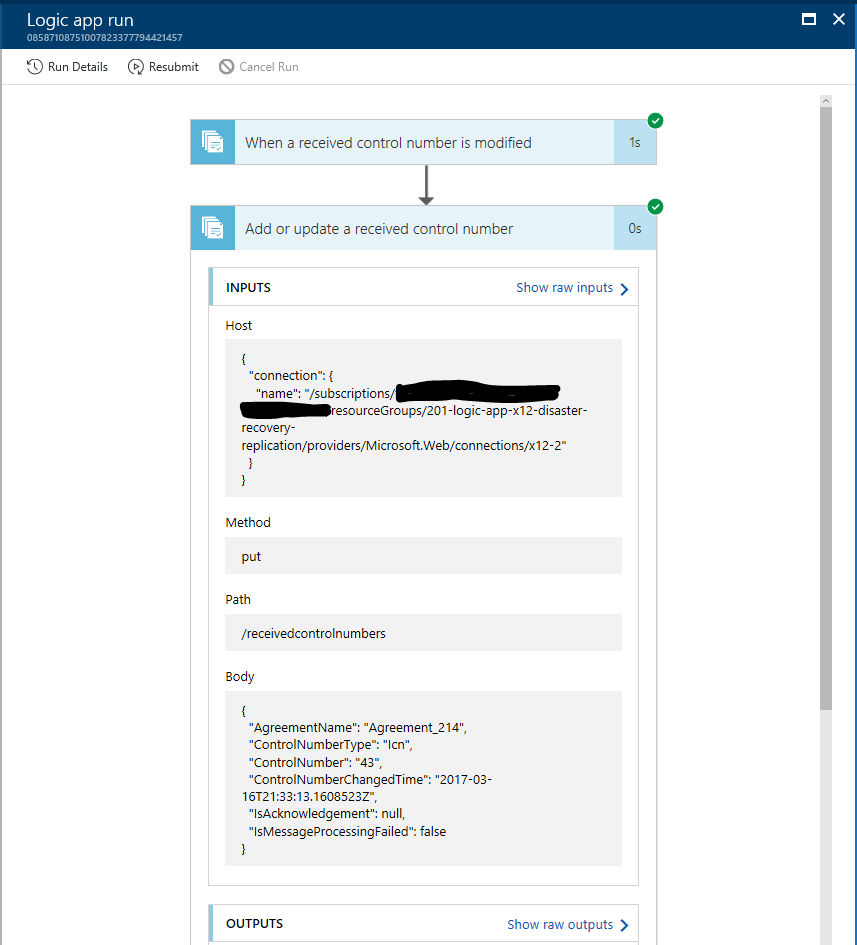 Logic app run
08587108751007823377794421457
Run Details Resubmit Cancel Run
When a received control number is modified 1s
Add or update a received control number 0s
INPUTS Show raw inputs
Host
{
"connection": {
"name": "/subscriptions/
resourceGroups/201-logic-app-x12-disaster-
recovery-
replication/providers/Microsoft.Web/connections/x12-2"
}
}
Method
put
Path
/receivedcontrolnumbers
Body
{
"AgreementName": "Agreement_214",
"ControlNumberType": "Icn",
"ControlNumber": "43",
"ControlNumberChangedTime": "2017-03-
16T21:33:13.1608523Z",
"IsAcknowledgement": null,
"IsMessageProcessingFailed": false
}
OUTPUTS Show raw outputs